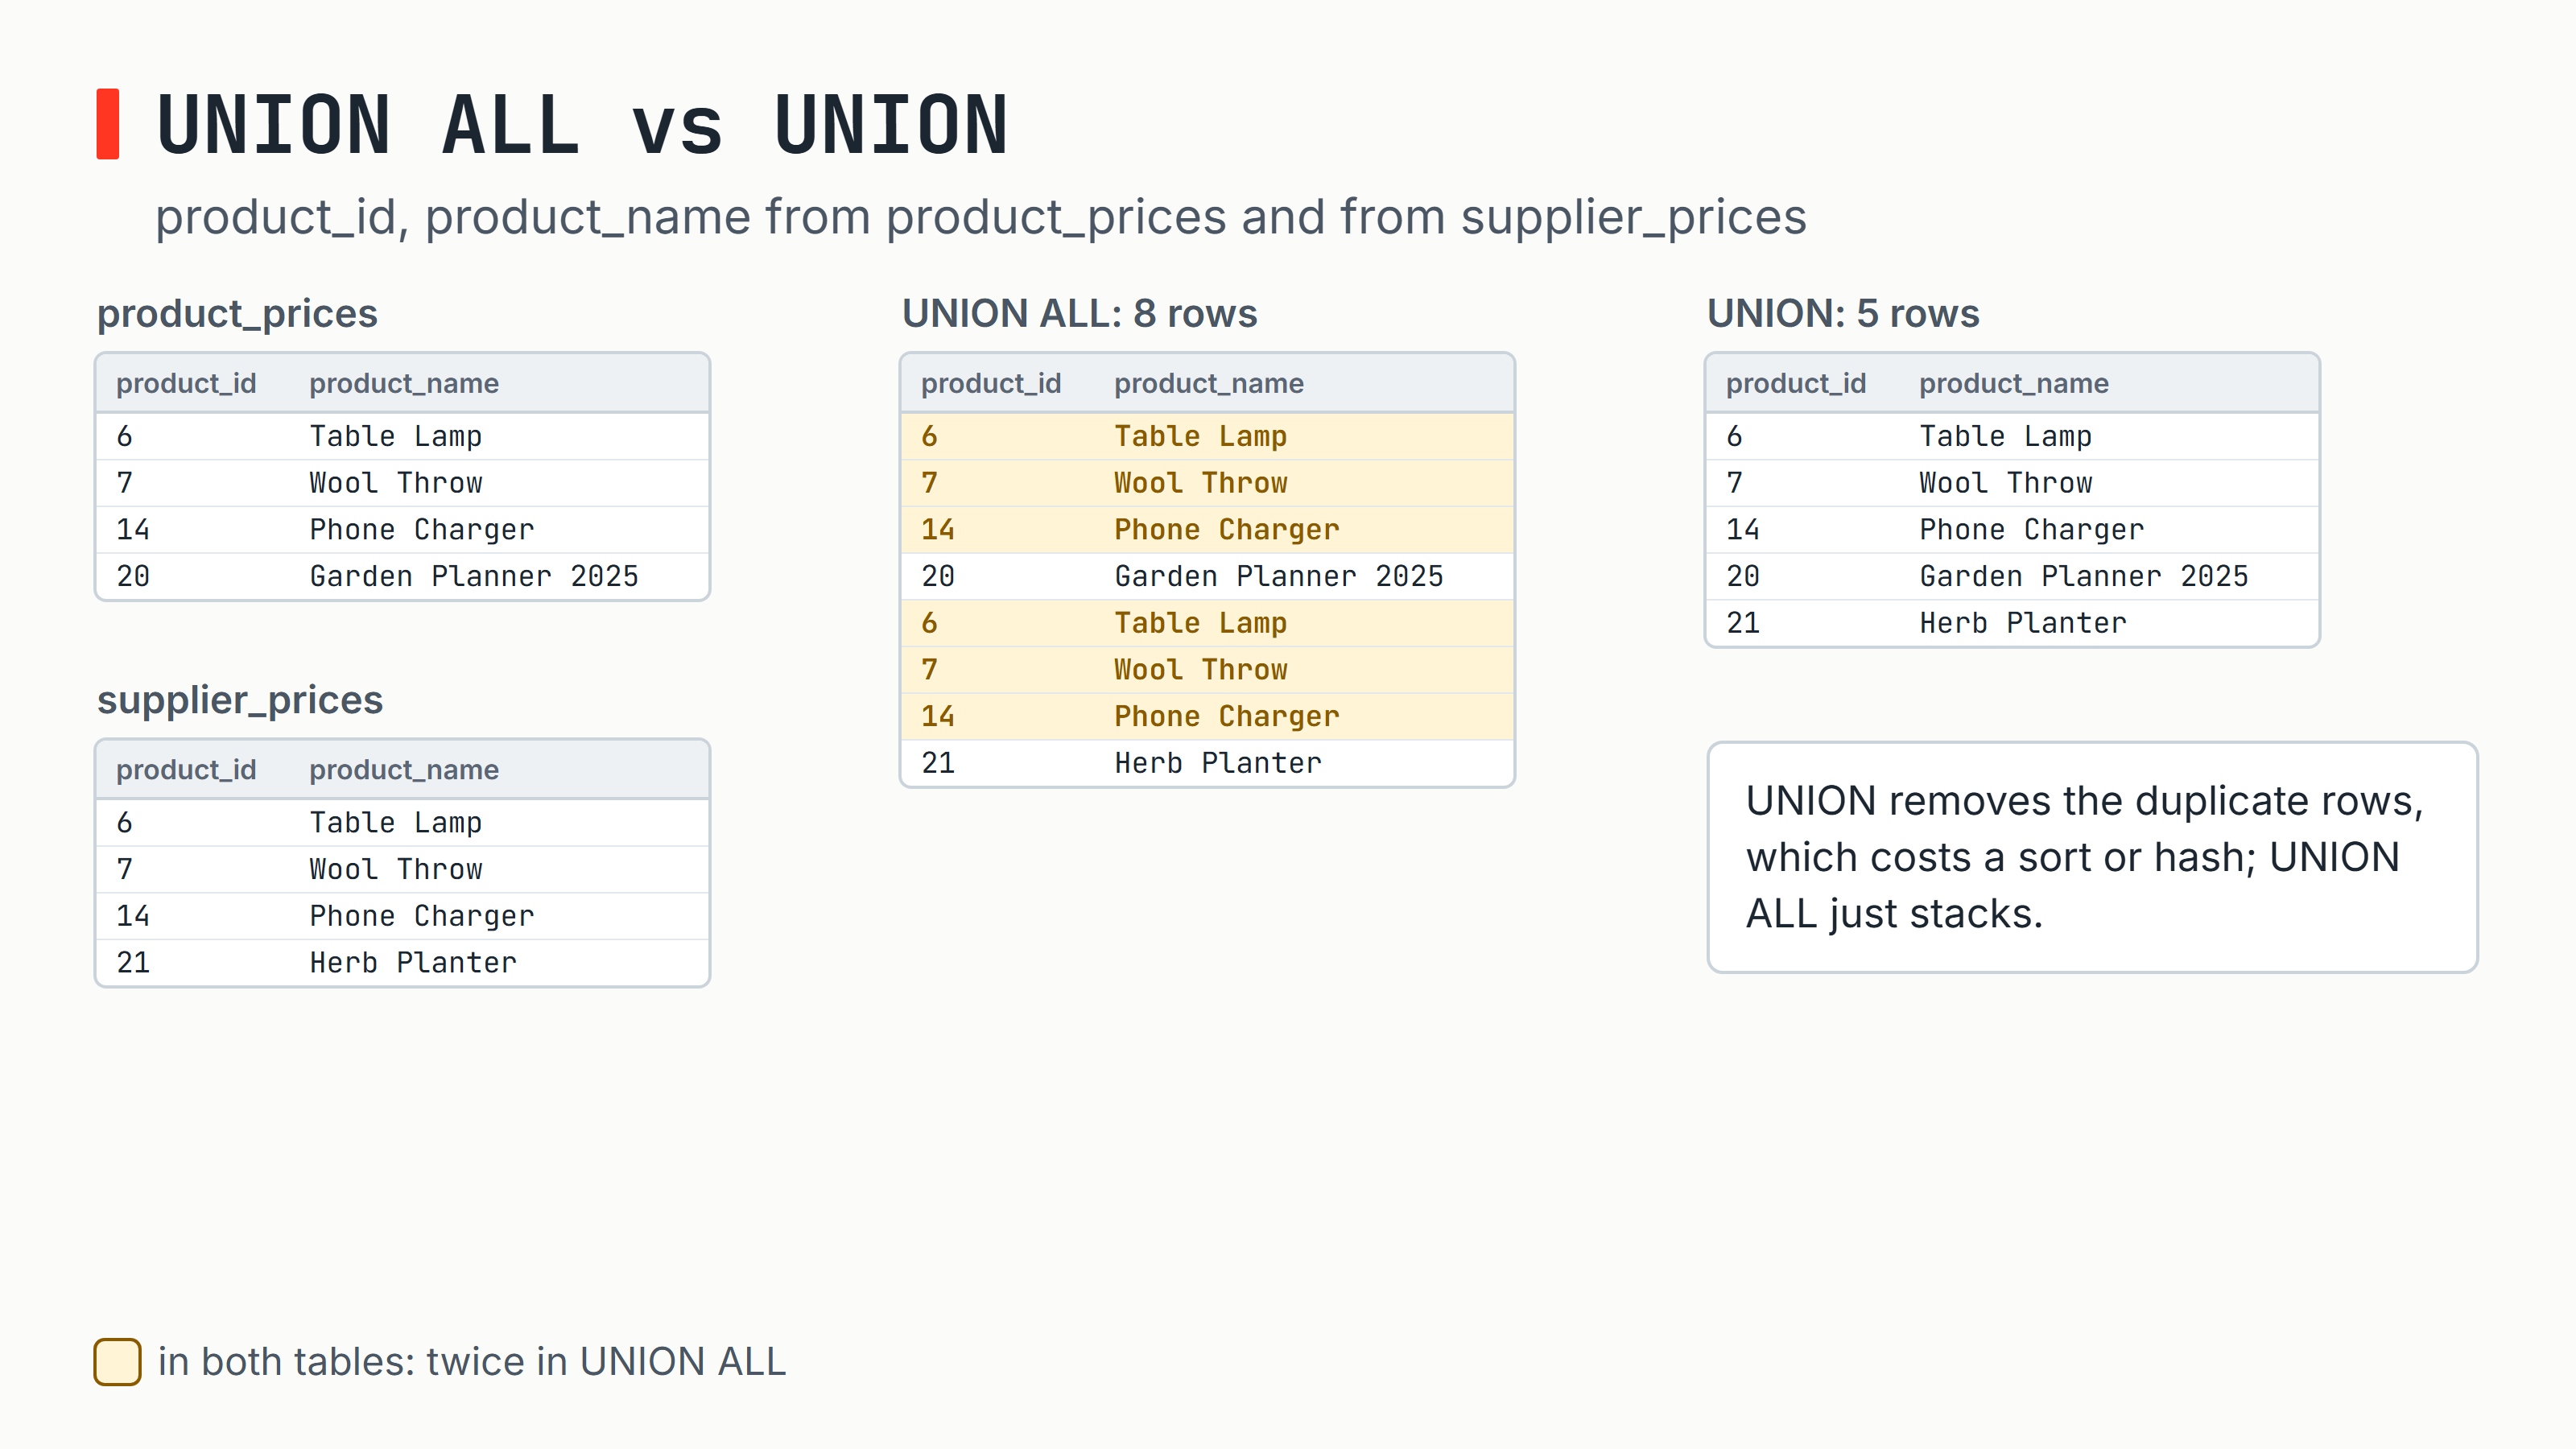 UNION ALL vs UNION
product_id, product_name from product_prices and from supplier_prices
product_prices
product_id product_name
6 Table Lamp
7 Wool Throw
14 Phone Charger
20 Garden Planner 2025
supplier_prices
product_id product_name
6 Table Lamp
7 Wool Throw
14 Phone Charger
21 Herb Planter
UNION ALL: 8 rows
product_id product_name
6 Table Lamp
7 Wool Throw
14 Phone Charger
20 Garden Planner 2025
6 Table Lamp
7 Wool Throw
14 Phone Charger
21 Herb Planter
UNION: 5 rows
product_id product_name
6 Table Lamp
7 Wool Throw
14 Phone Charger
20 Garden Planner 2025
21 Herb Planter
UNION removes the duplicate rows,
which costs a sort or hash; UNION
ALL just stacks.
in both tables: twice in UNION ALL